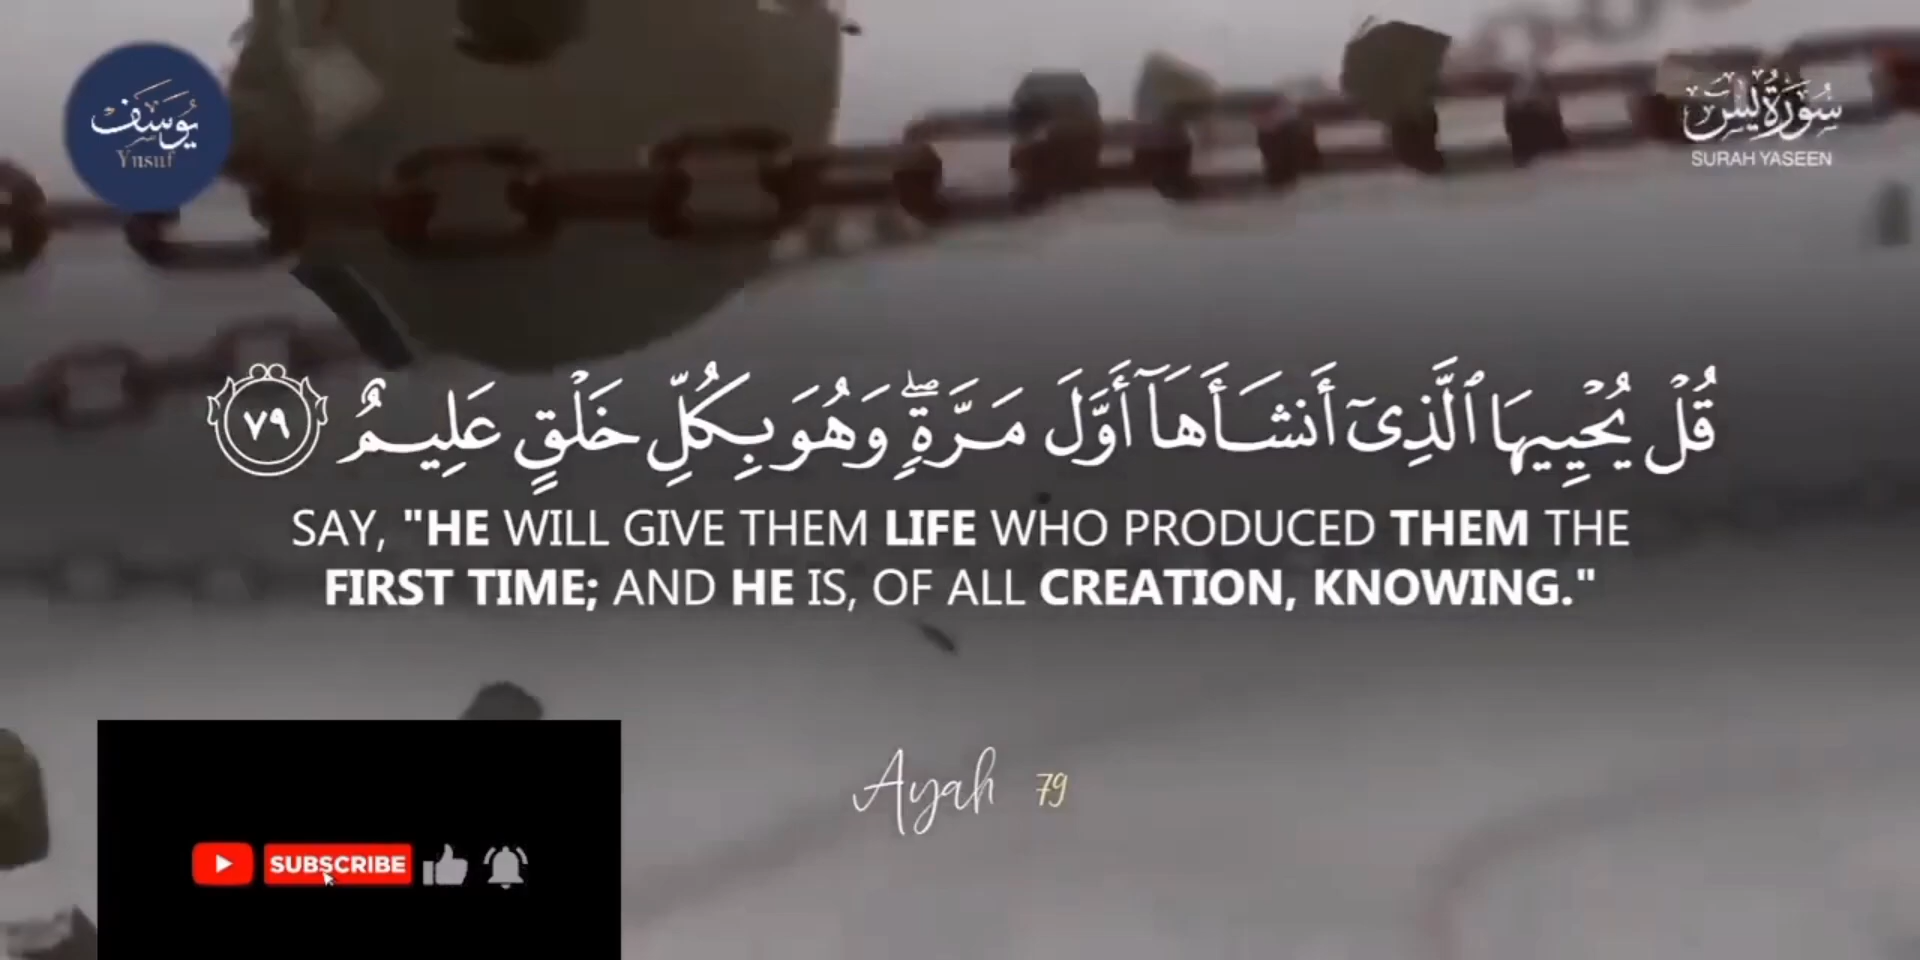 يوسف
Yusuf
سُورَةُ يسٓ
SURAH YASEEN
قُلْ يُحْيِيهَا ٱلَّذِىٓ أَنشَأَهَآ أَوَّلَ مَرَّةٍۖ وَهُوَ بِكُلِّ خَلْقٍ عَلِيمٌ ٧٩
SAY, "HE WILL GIVE THEM LIFE WHO PRODUCED THEM THE
FIRST TIME; AND HE IS, OF ALL CREATION, KNOWING."
Ayah 79
SUBSCRIBE